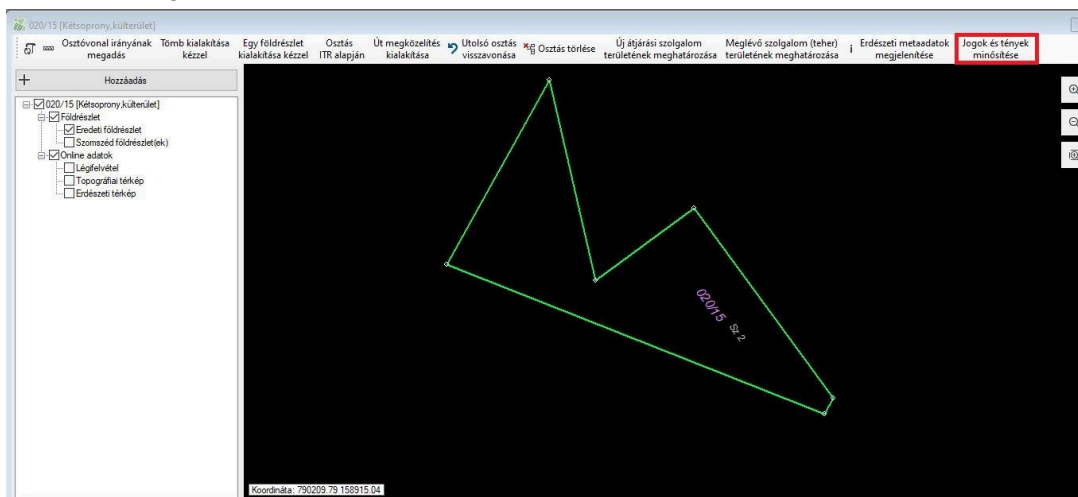 020/15 [Kétsoprony,külterület]
Osztóvonal irányának megadás
Tömb kialakítása kézzel
Egy földrészlet kialakítása kézzel
Osztás ITR alapján
Út megközelítés kialakítása
Utolsó osztás visszavonása
Osztás törlése
Új átjárási szolgalom területének meghatározása
Meglévő szolgalom (teher) területének meghatározása
i
Erdészeti metaadatok megjelenítése
Jogok és tények minősítése
Hozzáadás
020/15 [Kétsoprony,külterület]
Földrészlet
Eredeti földrészlet
Szomszéd földrészlet(ek)
Online adatok
Légifelvétel
Topográfiai térkép
Erdészeti térkép
020/15 Sz 2
Koordináta: 790209.79 158915.04